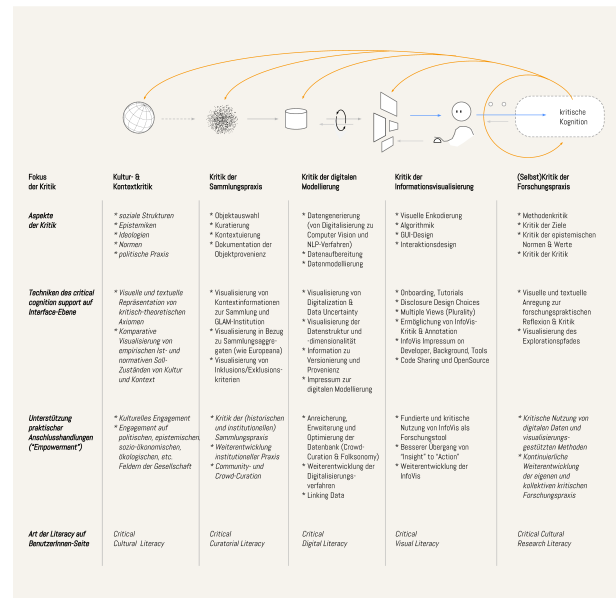 kritische
Kognition
Fokus
der Kritik
Kultur- &
Kontextkritik
Kritik der
Sammlungspraxis
Kritik der digitalen
Modellierung
Kritik der
Informationsvisualisierung
(Selbst)Kritik der
Forschungspraxis
Aspekte
der Kritik
* soziale Strukturen
* Epistemiken
* Ideologien
* Normen
* politische Praxis
* Objektauswahl
* Kuratierung
* Kontextuierung
* Dokumentation der
Objektprovenienz
* Datengenerierung
(von Digitalisierung zu
Computer Vision und
NLP-Verfahren)
* Datenaufbereitung
* Datenmodellierung
* Visuelle Enkodierung
* Algorithmik
* GUI-Design
* Interaktionsdesign
* Methodenkritik
* Kritik der Ziele
* Kritik der epistemischen
Normen & Werte
* Kritik der Kritik
Techniken des critical
cognition support auf
Interface-Ebene
* Visuelle und textuelle
Repräsentation von
kritisch-theoretischen
Axiomen
* Komparative
Visualisierung von
empirischen Ist- und
normativen Soll-
Zuständen von Kultur
und Kontext
* Visualisierung von
Kontextinformationen
zur Sammlung und
GLAM-Institution
* Visualisierung in Bezug
zu Sammlungsaggre-
gaten (wie Europeana)
* Visualisierung von
Inklusions/Exklusions-
kriterien
* Visualisierung von
Digitalization &
Data Uncertainty
* Visualisierung der
Datenstruktur und
-dimensionalität
* Information zu
Versionierung und
Provenienz
* Impressum zur
digitalen Modellierung
* Onboarding, Tutorials
* Disclosure Design Choices
* Multiple Views (Plurality)
* Ermöglichung von InfoVis-
Kritik & Annotation
* InfoVis Impressum on
Developer, Background, Tools
* Code Sharing und OpenSource
* Visuelle und textuelle
Anregung zur
forschungspraktischen
Reflexion & Kritik
* Visualisierung des
Explorationspfades
Unterstützung
praktischer
Anschlusshandlungen
("Empowerment")
* Kulturelles Engagement
* Engagement auf
politischen, epistemischen,
sozio-ökonomischen,
ökologischen, etc.
Feldern der Gesellschaft
* Kritik der (historischen
und institutionellen)
Sammlungspraxis
* Weiterentwicklung
institutioneller Praxis
* Community- und
Crowd-Curation
* Anreicherung,
Erweiterung und
Optimierung der
Datenbank (Crowd-
Curation & Folksonomy)
* Weiterentwicklung der
Digitalisierungs-
verfahren
* Linking Data
* Fundierte und kritische
Nutzung von InfoVis als
Forschungstool
* Besserer Übergang von
"Insight" to "Action"
* Weiterentwicklung der
InfoVis
* Kritische Nutzung von
digitalen Daten und
visualisierungs-
gestützten Methoden
* Kontinuierliche
Weiterentwicklung
der eigenen und
kollektiven kritischen
Forschungspraxis
Art der Literacy auf
BenutzerInnen-Seite
Critical
Cultural Literacy
Critical
Curatorial Literacy
Critical
Digital Literacy
Critical
Visual Literacy
Critical Cultural
Research Literacy